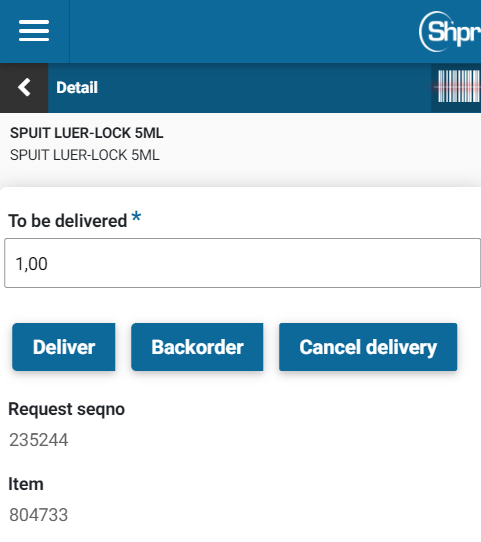 Shpr
Detail
SPUIT LUER-LOCK 5ML
SPUIT LUER-LOCK 5ML
To be delivered *
1,00
Deliver Backorder Cancel delivery
Request seqno
235244
Item
804733